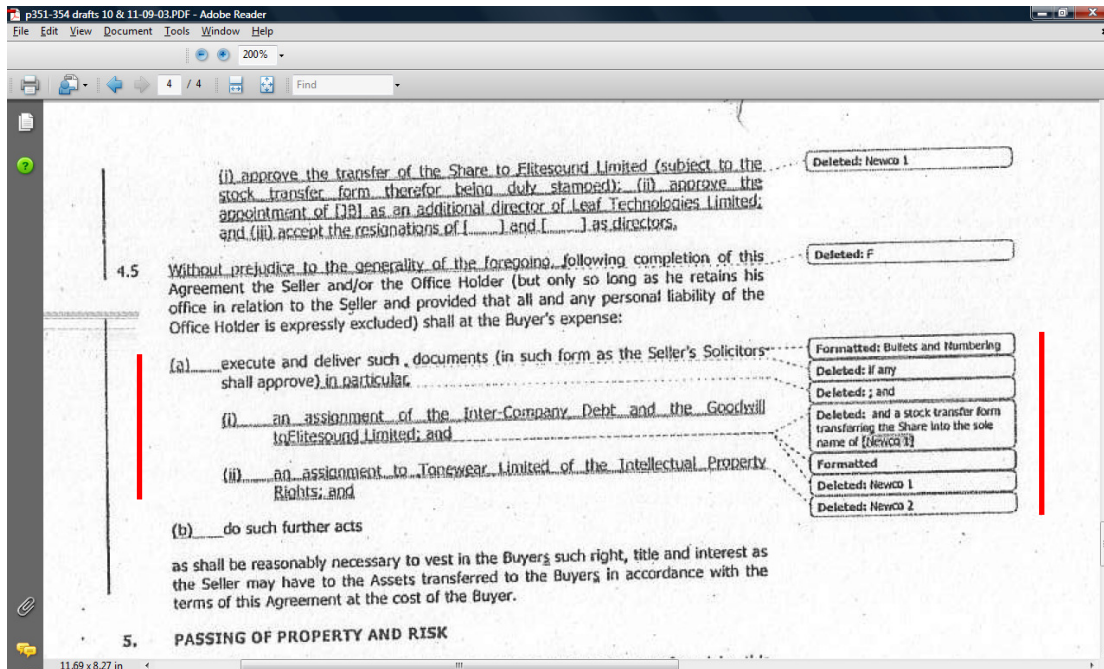 p351-354 drafts 10 & 11-09-03.PDF - Adobe Reader
File Edit View Document Tools Window Help
200%
4 / 4 Find
(i) approve the transfer of the Share to Elitesound Limited (subject to the
stock transfer form therefor being duly stamped); (ii) approve the
appointment of [JB] as an additional director of Leaf Technologies Limited;
and (iii) accept the resignations of [ ] and [ ] as directors.
Deleted: Newco 1
4.5 Without prejudice to the generality of the foregoing, following completion of this
Agreement the Seller and/or the Office Holder (but only so long as he retains his
office in relation to the Seller and provided that all and any personal liability of the
Office Holder is expressly excluded) shall at the Buyer's expense:
Deleted: F
(a) execute and deliver such documents (in such form as the Seller's Solicitors
shall approve) in particular
(i) an assignment of the Inter-Company Debt and the Goodwill
toElitesound Limited; and
(ii) an assignment to Tonewear Limited of the Intellectual Property
Rights; and
Formatted: Bullets and Numbering
Deleted: if any
Deleted: ; and
Deleted: and a stock transfer form
transferring the Share into the sole
name of [Newco 1]
Formatted
Deleted: Newco 1
Deleted: Newco 2
(b) do such further acts
as shall be reasonably necessary to vest in the Buyers such right, title and interest as
the Seller may have to the Assets transferred to the Buyers in accordance with the
terms of this Agreement at the cost of the Buyer.
5. PASSING OF PROPERTY AND RISK
11.69 x 8.27 in